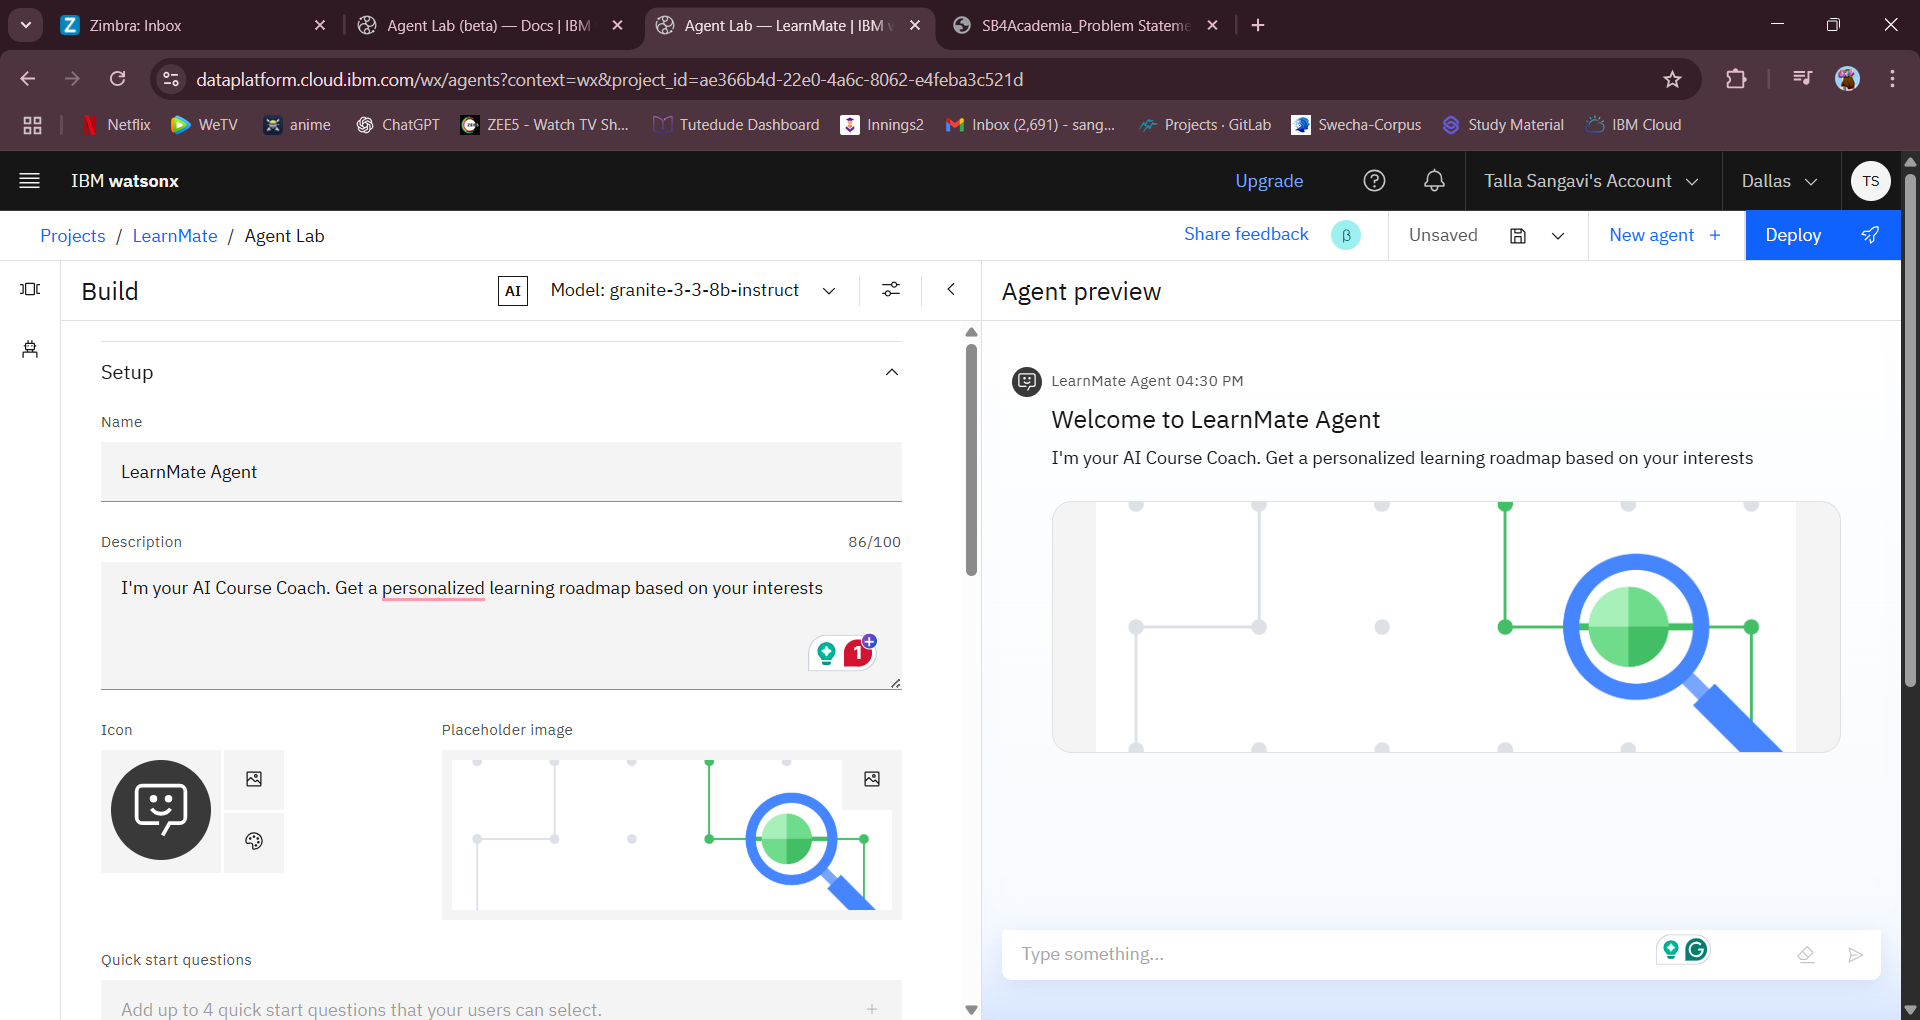 Zimbra: Inbox
Agent Lab (beta) — Docs | IBM
Agent Lab — LearnMate | IBM w
SB4Academia_Problem Stateme
dataplatform.cloud.ibm.com/wx/agents?context=wx&project_id=ae366b4d-22e0-4a6c-8062-e4feba3c521d
Netflix
WeTV
anime
ChatGPT
ZEE5 - Watch TV Sh...
Tutedude Dashboard
Innings2
Inbox (2,691) - sang...
Projects · GitLab
Swecha-Corpus
Study Material
IBM Cloud
IBM watsonx
Upgrade
Talla Sangavi's Account
Dallas
TS
Projects / LearnMate / Agent Lab
Share feedback
β
Unsaved
New agent +
Deploy
Build
AI
Model: granite-3-3-8b-instruct
Agent preview
Setup
Name
LearnMate Agent
Description
86/100
I'm your AI Course Coach. Get a personalized learning roadmap based on your interests
1
Icon
Placeholder image
Quick start questions
Add up to 4 quick start questions that your users can select.
LearnMate Agent 04:30 PM
Welcome to LearnMate Agent
I'm your AI Course Coach. Get a personalized learning roadmap based on your interests
Type something...